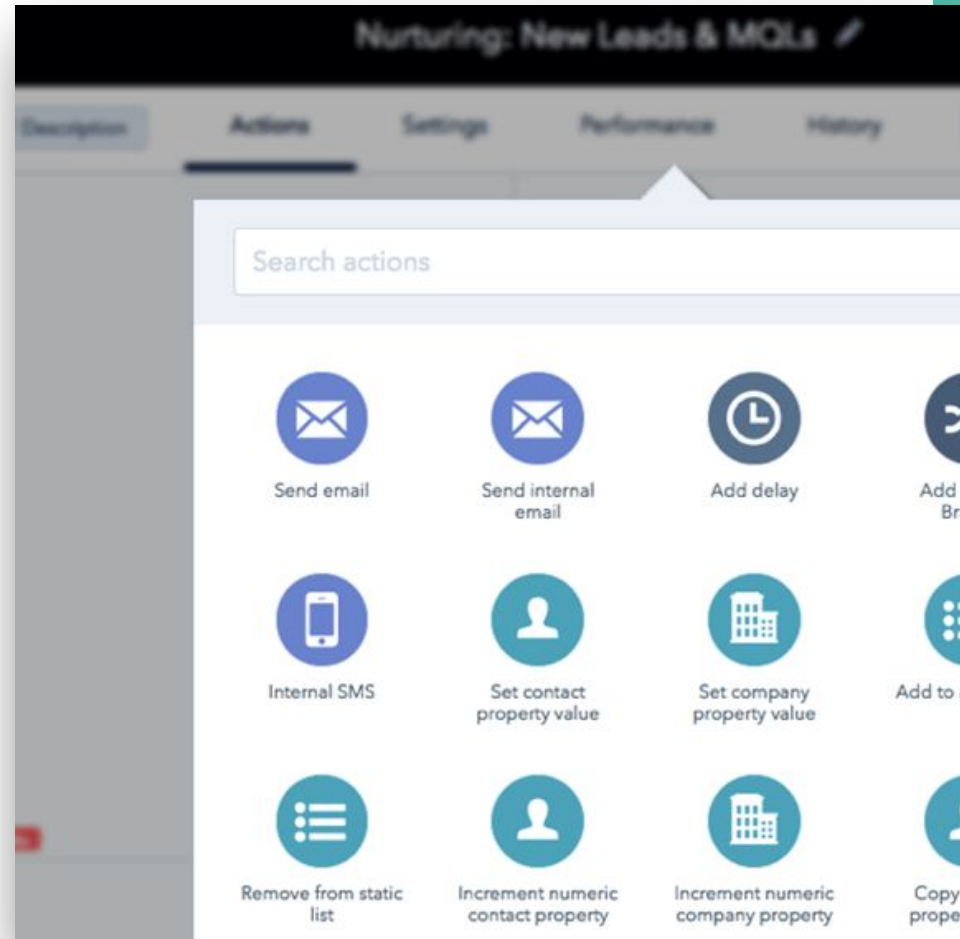 Nurturing: New Leads & MQLs
Description
Actions
Settings
Performance
History
Search actions
Send email
Send internal
email
Add delay
Add
Br
Internal SMS
Set contact
property value
Set company
property value
Add to
Remove from static
list
Increment numeric
contact property
Increment numeric
company property
Copy
prope